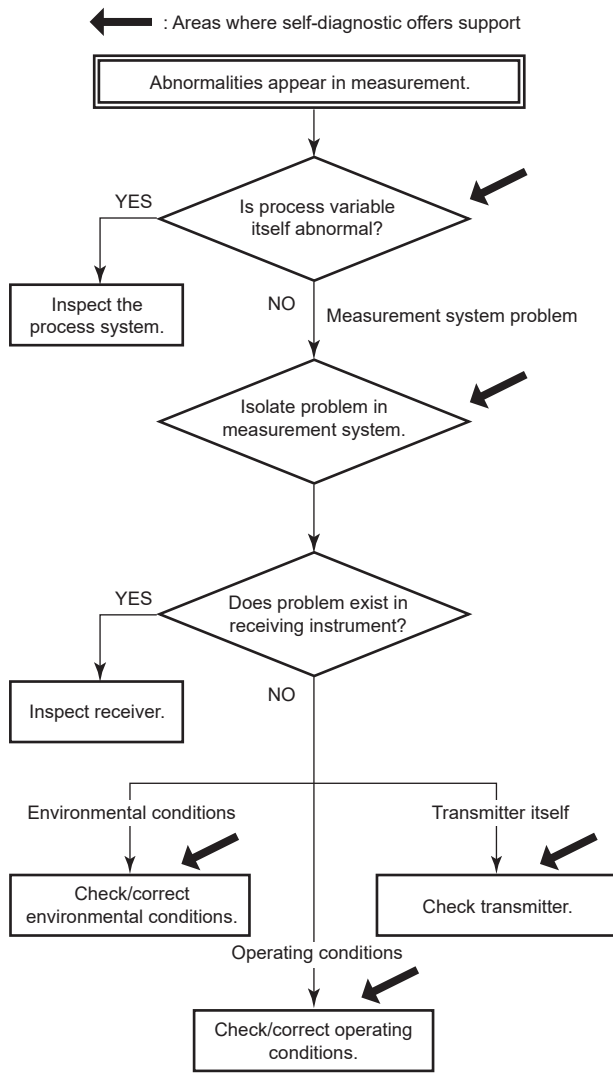 : Areas where self-diagnostic offers support
Abnormalities appear in measurement.
YES
Is process variable
itself abnormal?
Inspect the
process system.
NO
Measurement system problem
Isolate problem in
measurement system.
YES
Does problem exist in
receiving instrument?
Inspect receiver.
NO
Environmental conditions
Transmitter itself
Check/correct
environmental conditions.
Check transmitter.
Operating conditions
Check/correct operating
conditions.